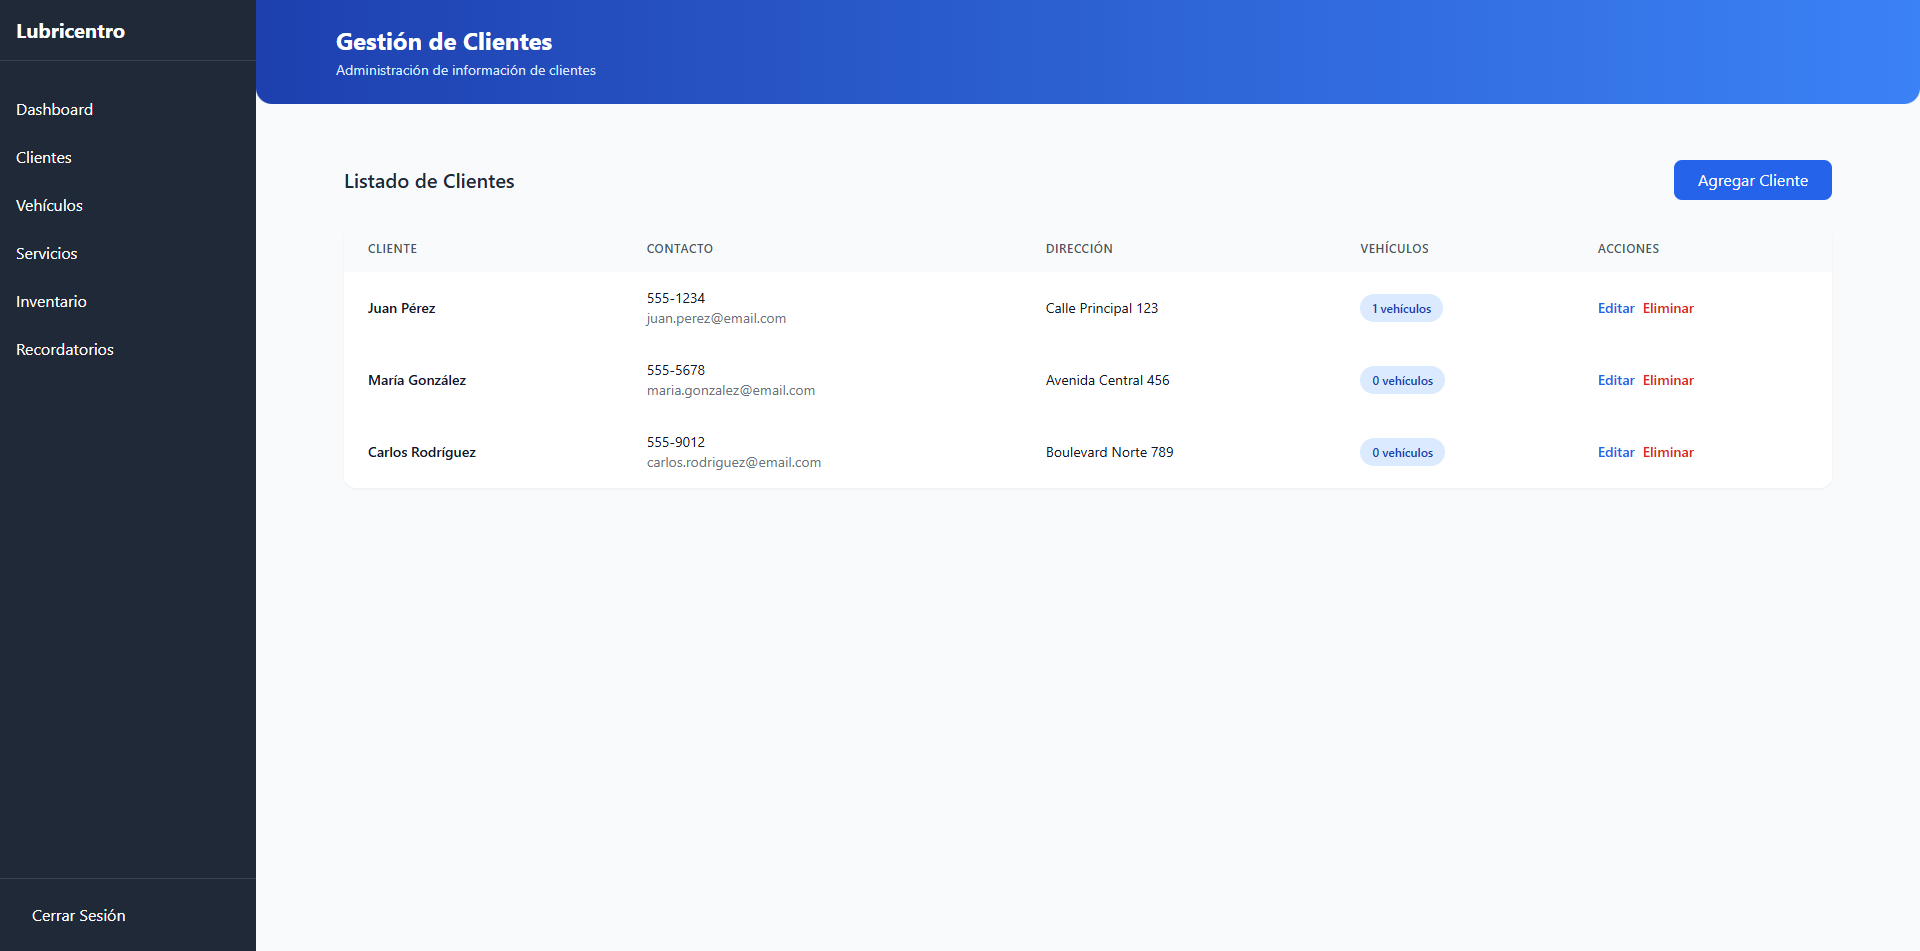 Lubricentro
Dashboard
Clientes
Vehículos
Servicios
Inventario
Recordatorios
Cerrar Sesión
Gestión de Clientes
Administración de información de clientes
Listado de Clientes
Agregar Cliente
CLIENTE CONTACTO DIRECCIÓN VEHÍCULOS ACCIONES
Juan Pérez 555-1234 Calle Principal 123 1 vehículos Editar Eliminar
juan.perez@email.com
María González 555-5678 Avenida Central 456 0 vehículos Editar Eliminar
maria.gonzalez@email.com
Carlos Rodríguez 555-9012 Boulevard Norte 789 0 vehículos Editar Eliminar
carlos.rodriguez@email.com